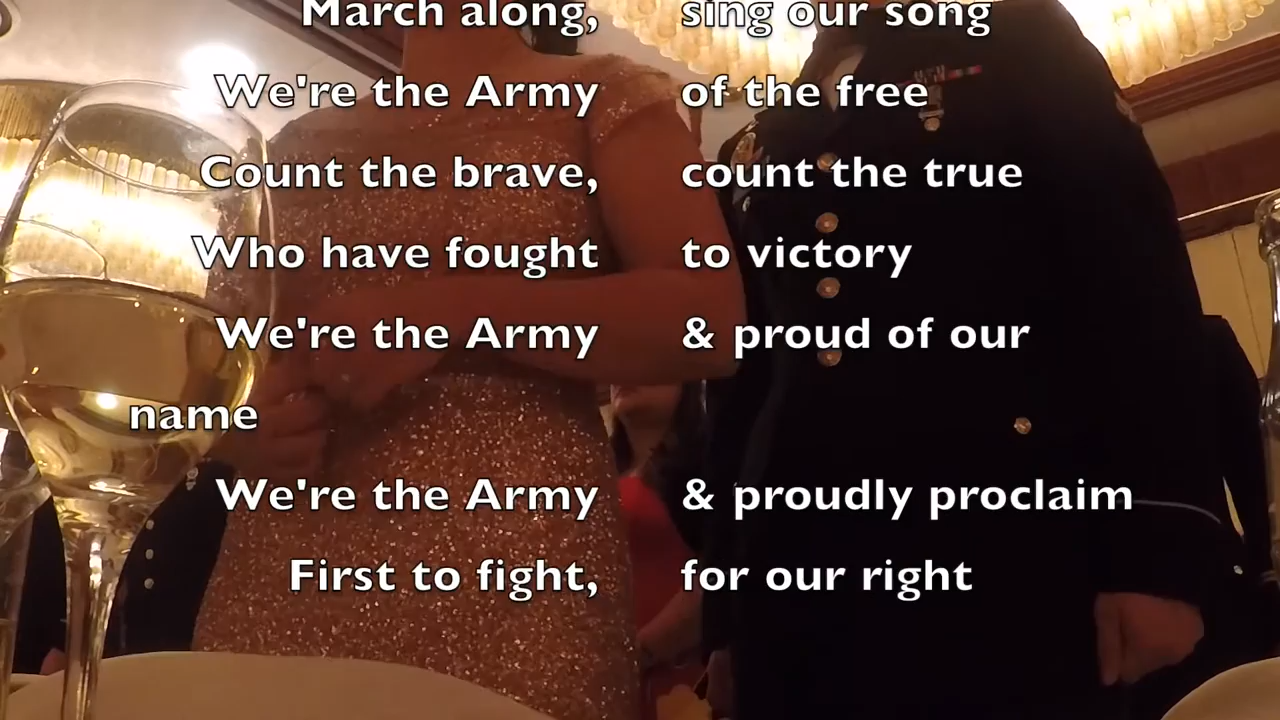 March along, sing our song
We're the Army of the free
Count the brave, count the true
Who have fought to victory
We're the Army & proud of our
name
We're the Army & proudly proclaim
First to fight, for our right